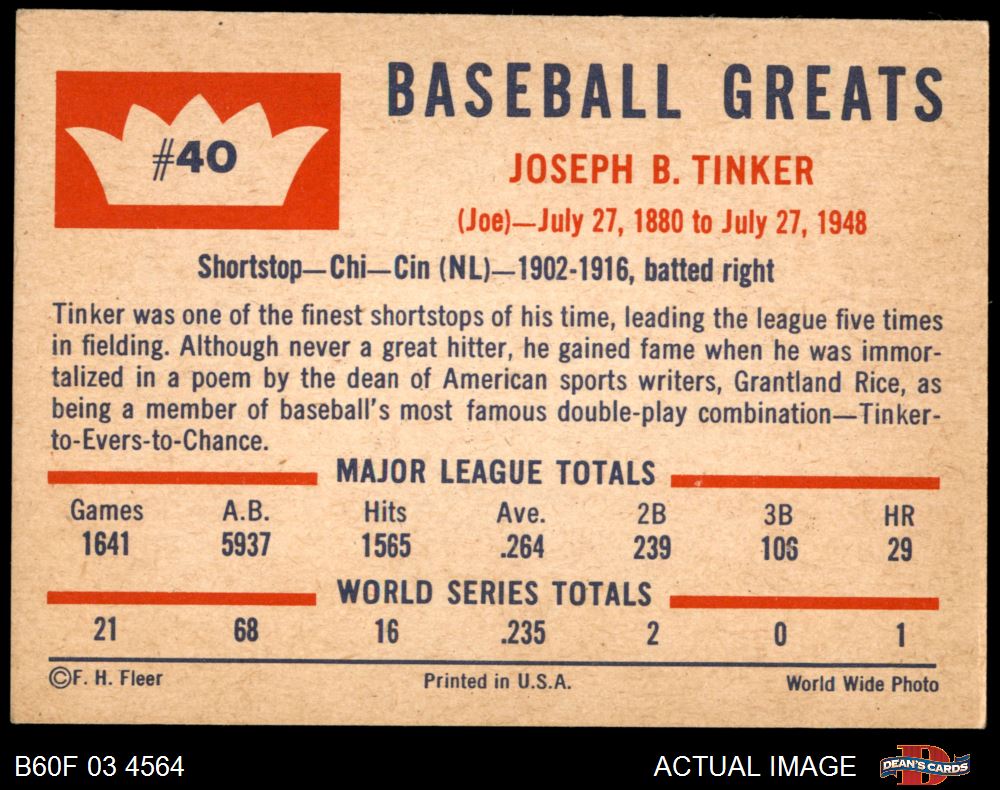 #40
BASEBALL GREATS
JOSEPH B. TINKER
(Joe)—July 27, 1880 to July 27, 1948
Shortstop—Chi—Cin (NL)—1902-1916, batted right
Tinker was one of the finest shortstops of his time, leading the league five times
in fielding. Although never a great hitter, he gained fame when he was immor-
talized in a poem by the dean of American sports writers, Grantland Rice, as
being a member of baseball's most famous double-play combination—Tinker-
to-Evers-to-Chance.
MAJOR LEAGUE TOTALS
Games A.B. Hits Ave. 2B 3B HR
1641 5937 1565 .264 239 106 29
WORLD SERIES TOTALS
21 68 16 .235 2 0 1
©F. H. Fleer Printed in U.S.A. World Wide Photo
B60F 03 4564 ACTUAL IMAGE D DEAN'S CARDS